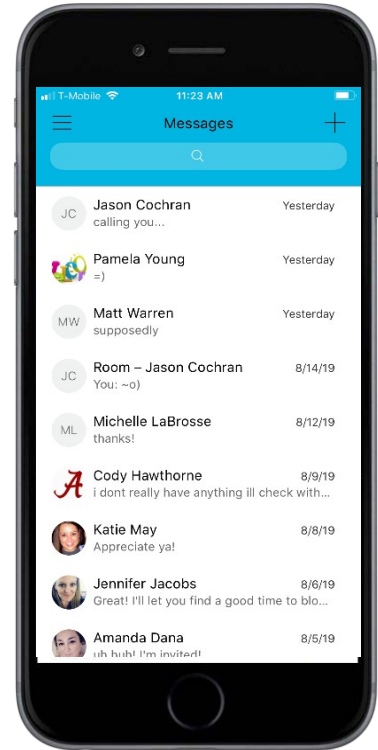 T-Mobile 11:23 AM
Messages
JC Jason Cochran Yesterday
calling you...
Pamela Young Yesterday
=)
MW Matt Warren Yesterday
supposedly
JC Room – Jason Cochran 8/14/19
You: ~o)
ML Michelle LaBrosse 8/12/19
thanks!
A Cody Hawthorne 8/9/19
i dont really have anything ill check with...
Katie May 8/8/19
Appreciate ya!
Jennifer Jacobs 8/6/19
Great! I'll let you find a good time to blo...
Amanda Dana 8/5/19
uh huh! I'm invited!